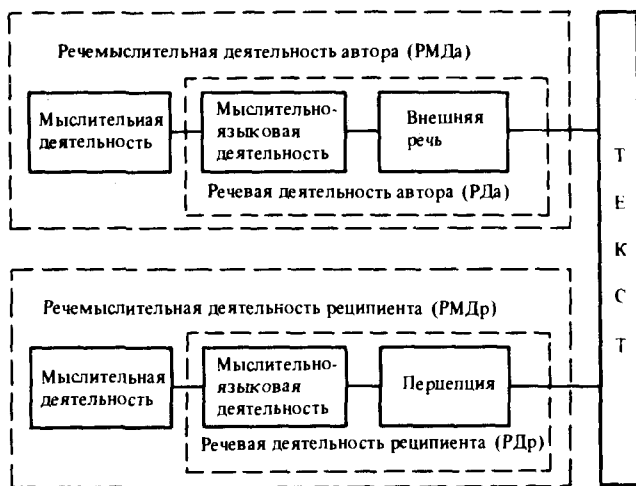 Речемыслительная деятельность автора (РМДа)
Мыслительная
деятельность
Мыслительно-
языковая
деятельность
Внешняя
речь
Речевая деятельность автора (РДа)
Речемыслительная деятельность реципиента (РМДр)
Мыслительная
деятельность
Мыслительно-
языковая
деятельность
Перцепция
Речевая деятельность реципиента (РДр)
Т
Е
К
С
Т